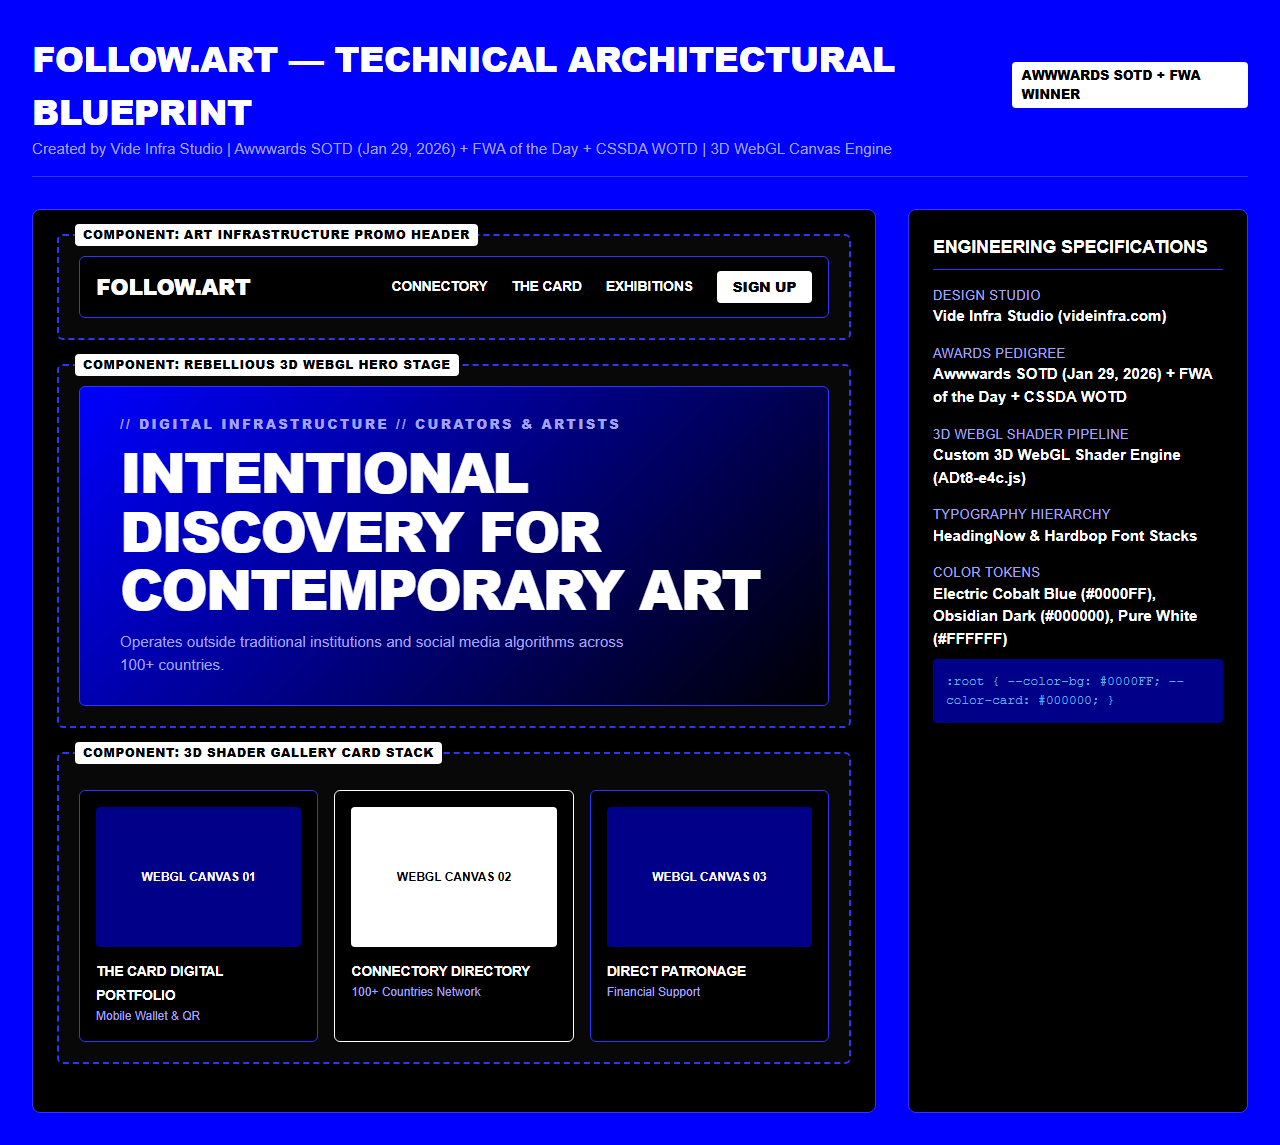 FOLLOW.ART — TECHNICAL ARCHITECTURAL
BLUEPRINT
AWWWARDS SOTD + FWA
WINNER
Created by Vide Infra Studio | Awwwards SOTD (Jan 29, 2026) + FWA of the Day + CSSDA WOTD | 3D WebGL Canvas Engine
COMPONENT: ART INFRASTRUCTURE PROMO HEADER
FOLLOW.ART
CONNECTORY
THE CARD
EXHIBITIONS
SIGN UP
COMPONENT: REBELLIOUS 3D WEBGL HERO STAGE
// DIGITAL INFRASTRUCTURE // CURATORS & ARTISTS
INTENTIONAL
DISCOVERY FOR
CONTEMPORARY ART
Operates outside traditional institutions and social media algorithms across
100+ countries.
COMPONENT: 3D SHADER GALLERY CARD STACK
WEBGL CANVAS 01
THE CARD DIGITAL
PORTFOLIO
Mobile Wallet & QR
WEBGL CANVAS 02
CONNECTORY DIRECTORY
100+ Countries Network
WEBGL CANVAS 03
DIRECT PATRONAGE
Financial Support
ENGINEERING SPECIFICATIONS
DESIGN STUDIO
Vide Infra Studio (videinfra.com)
AWARDS PEDIGREE
Awwwards SOTD (Jan 29, 2026) + FWA
of the Day + CSSDA WOTD
3D WEBGL SHADER PIPELINE
Custom 3D WebGL Shader Engine
(ADt8-e4c.js)
TYPOGRAPHY HIERARCHY
HeadingNow & Hardbop Font Stacks
COLOR TOKENS
Electric Cobalt Blue (#0000FF),
Obsidian Dark (#000000), Pure White
(#FFFFFF)
:root { --color-bg: #0000FF; --
color-card: #000000; }